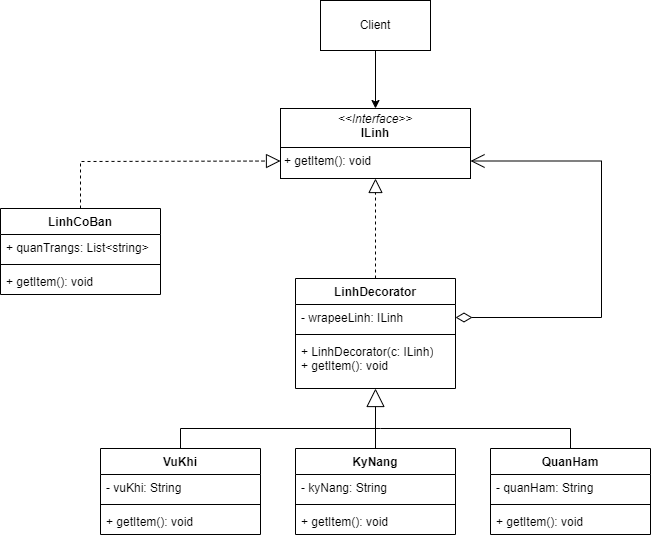 Client
<<Interface>>
ILinh
+ getItem(): void
LinhCoBan
+ quanTrangs: List<string>
+ getItem(): void
LinhDecorator
- wrapeeLinh: ILinh
+ LinhDecorator(c: ILinh)
+ getItem(): void
VuKhi
- vuKhi: String
+ getItem(): void
KyNang
- kyNang: String
+ getItem(): void
QuanHam
- quanHam: String
+ getItem(): void